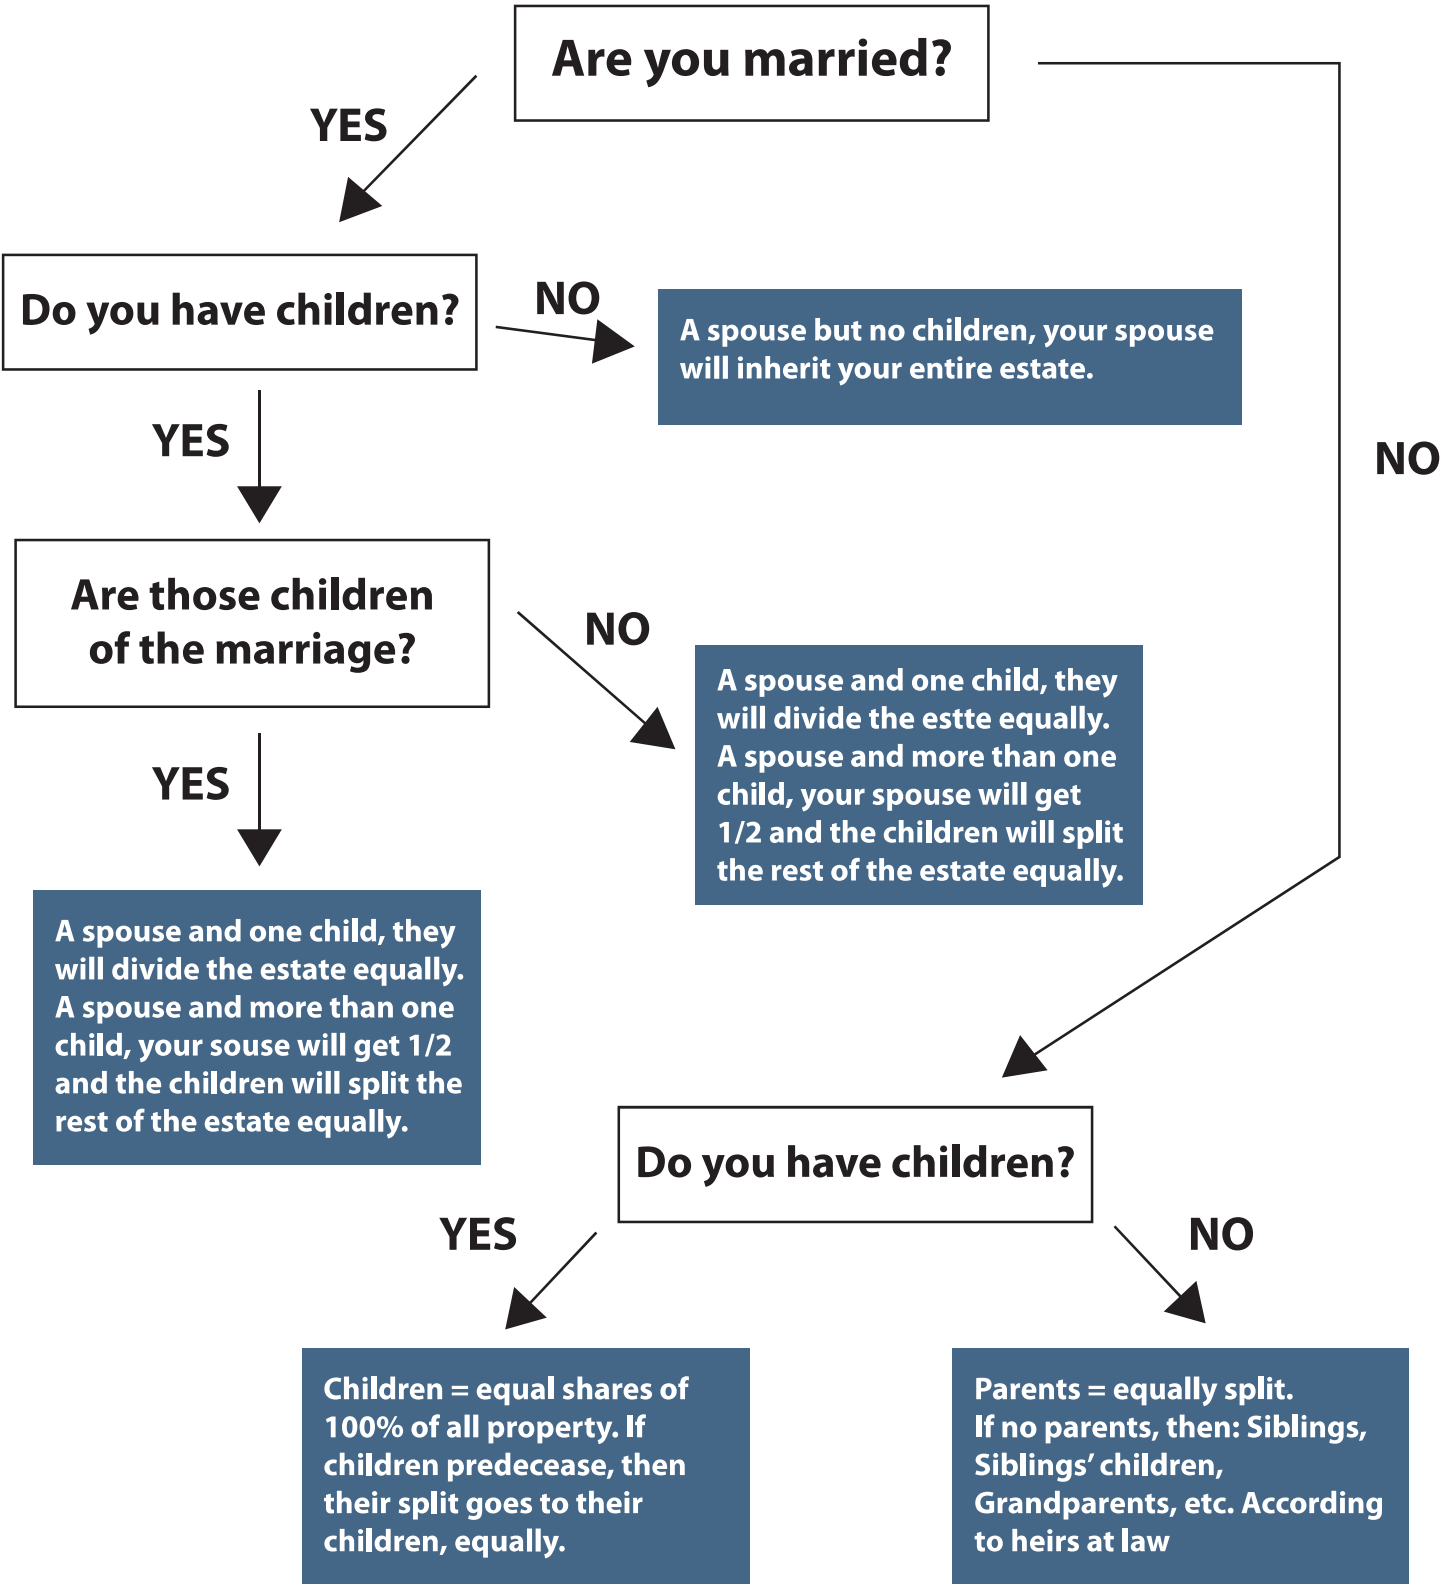 Are you married?
YES
Do you have children?
NO
A spouse but no children, your spouse
will inherit your entire estate.
NO
YES
Are those children
of the marriage?
NO
A spouse and one child, they
will divide the estte equally.
A spouse and more than one
child, your spouse will get
1/2 and the children will split
the rest of the estate equally.
YES
A spouse and one child, they
will divide the estate equally.
A spouse and more than one
child, your souse will get 1/2
and the children will split the
rest of the estate equally.
Do you have children?
YES
NO
Children = equal shares of
100% of all property. If
children predecease, then
their split goes to their
children, equally.
Parents = equally split.
If no parents, then: Siblings,
Siblings’ children,
Grandparents, etc. According
to heirs at law